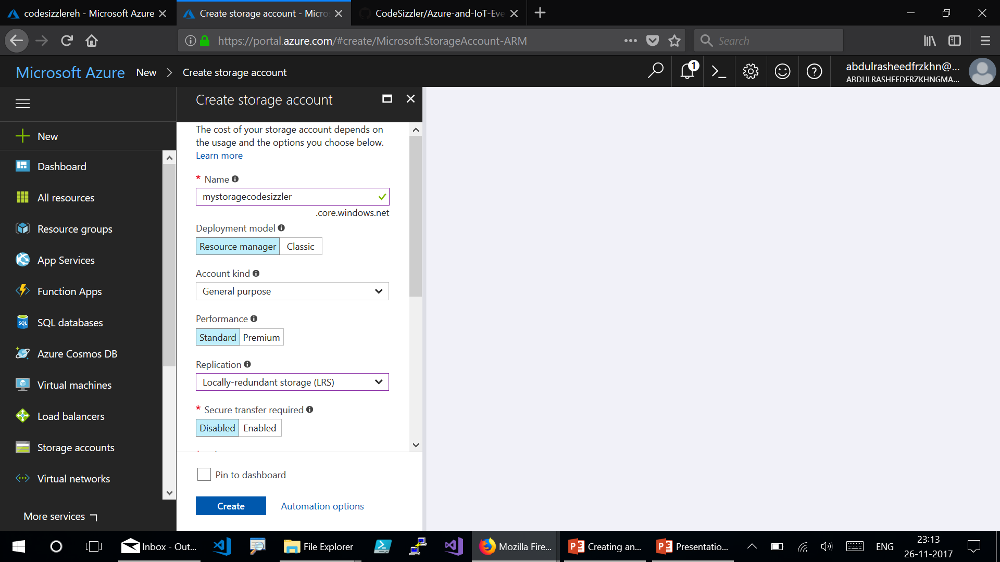 codesizzlereh - Microsoft Azure
Create storage account - Micro
CodeSizzler/Azure-and-IoT-Eve
https://portal.azure.com/#create/Microsoft.StorageAccount-ARM
Search
Microsoft Azure New > Create storage account
1
abdulrasheedfrzkhn@...
ABDULRASHEEDFRZKHNGMA...
New
Dashboard
All resources
Resource groups
App Services
Function Apps
SQL databases
Azure Cosmos DB
Virtual machines
Load balancers
Storage accounts
Virtual networks
More services
Create storage account
The cost of your storage account depends on
the usage and the options you choose below.
Learn more
* Name
mystoragecodesizzler
.core.windows.net
Deployment model
Resource manager Classic
Account kind
General purpose
Performance
Standard Premium
Replication
Locally-redundant storage (LRS)
* Secure transfer required
Disabled Enabled
Pin to dashboard
Create Automation options
Inbox - Out...
File Explorer
Mozilla Fire...
Creating an...
Presentatio...
ENG
23:13
26-11-2017